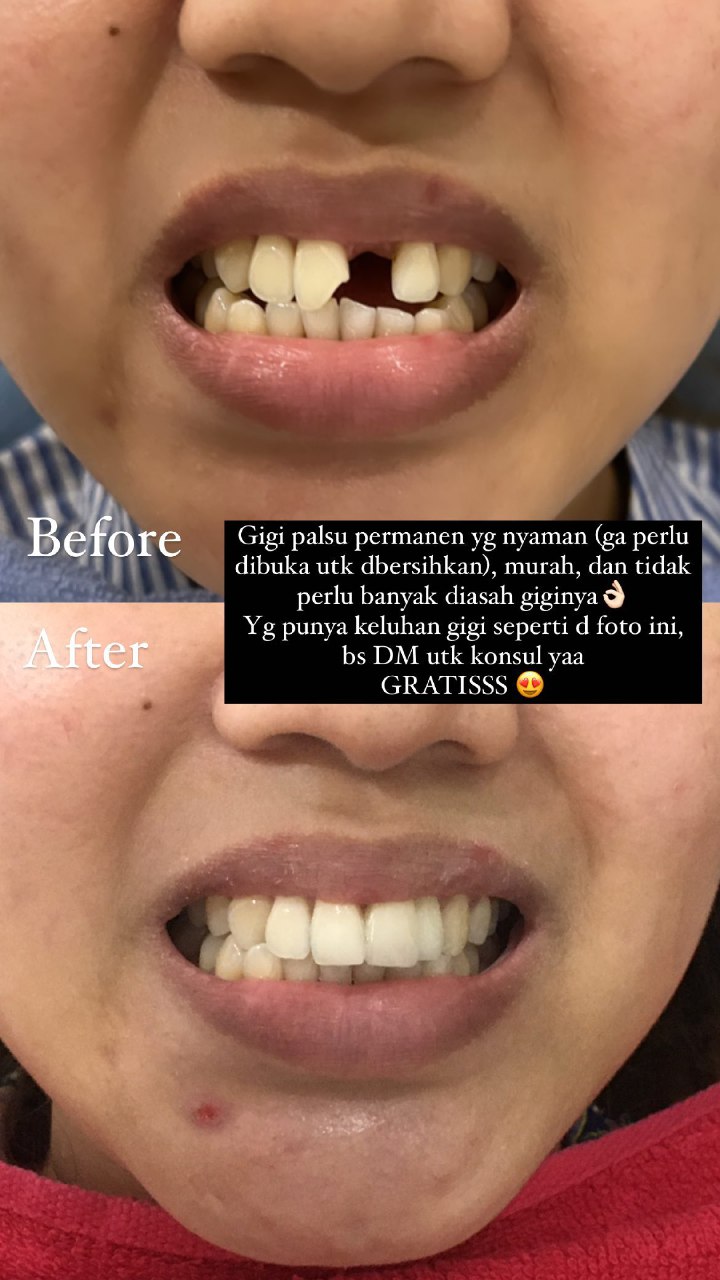 Before
Gigi palsu permanen yg nyaman (ga perlu
dibuka utk dbersihkan), murah, dan tidak
perlu banyak diasah giginya👌🏻
Yg punya keluhan gigi seperti d foto ini,
bs DM utk konsul yaa
GRATISSS 😍
After